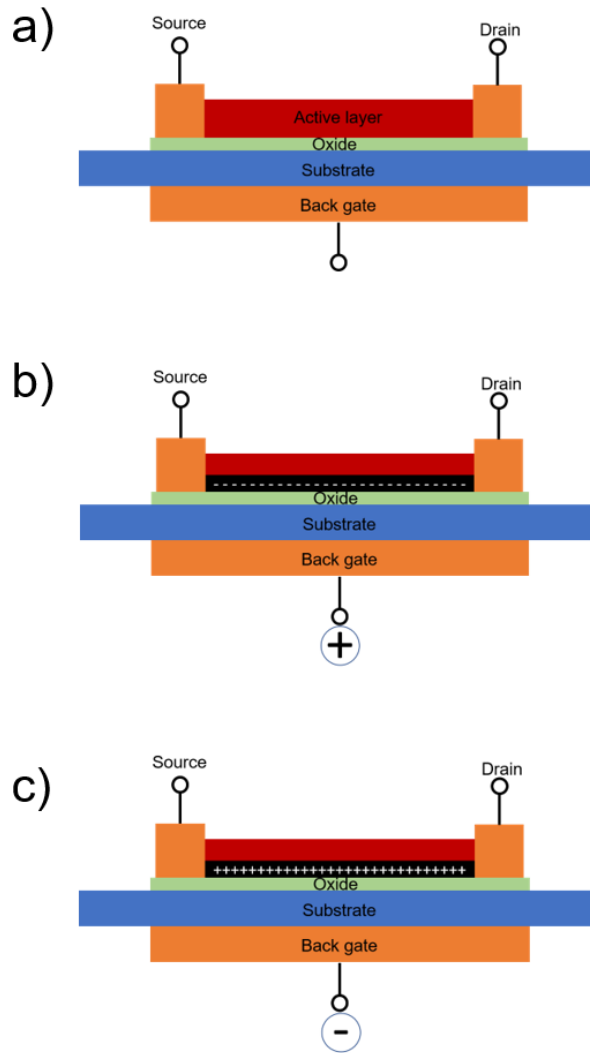 a)
Source
Drain
Active layer
Oxide
Substrate
Back gate
b)
Source
Drain
- - - - - - - - - - - - - - - - - - - - - - - - - - - - -
Oxide
Substrate
Back gate
+
c)
Source
Drain
+++++++++++++++++++++++++++++
Oxide
Substrate
Back gate
-